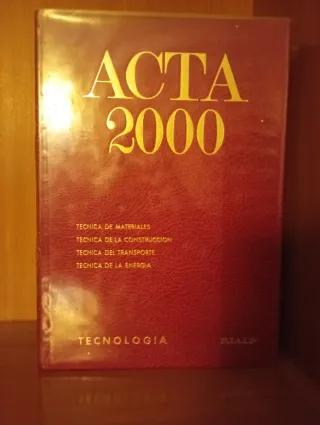 ACTA
2000
TECNICA DE MATERIALES
TECNICA DE LA CONSTRUCCION
TECNICA DEL TRANSPORTE
TECNICA DE LA ENERGIA
TECNOLOGIA
RIALP